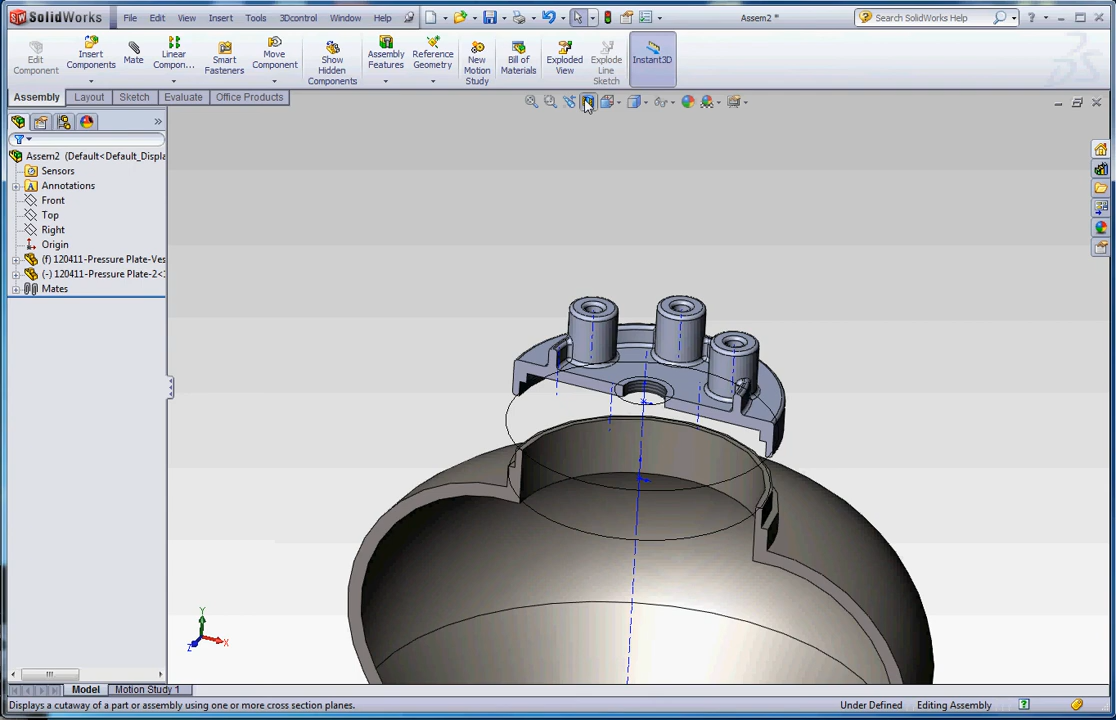 SolidWorks File Edit View Insert Tools 3Dcontrol Window Help Assem2 * Search SolidWorks Help
Edit Component
Insert Components
Mate
Linear Compon...
Smart Fasteners
Move Component
Show Hidden Components
Assembly Features
Reference Geometry
New Motion Study
Bill of Materials
Exploded View
Explode Line Sketch
Instant3D
Assembly Layout Sketch Evaluate Office Products
Assem2 (Default<Default_Displa
Sensors
Annotations
Front
Top
Right
Origin
(f) 120411-Pressure Plate-Ves
(-) 120411-Pressure Plate-2<
Mates
Y
X
Z
Model Motion Study 1
Displays a cutaway of a part or assembly using one or more cross section planes. Under Defined Editing Assembly